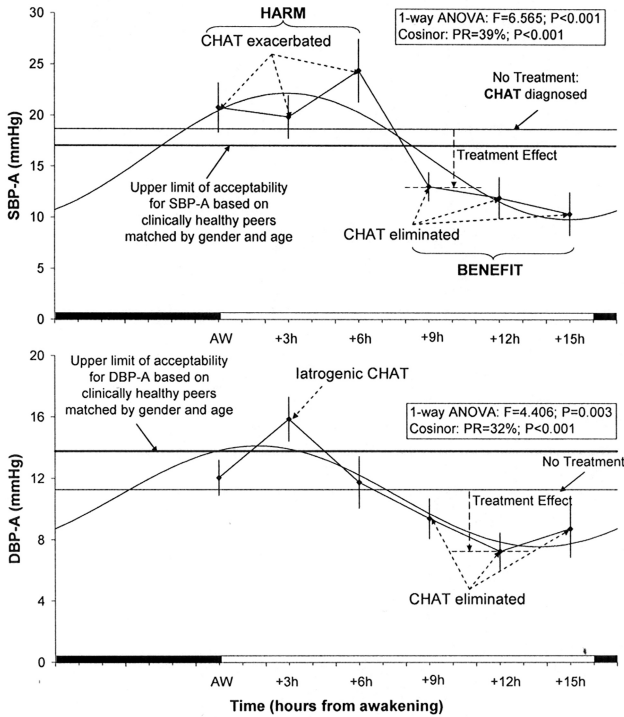 HARM
CHAT exacerbated
1-way ANOVA: F=6.565; P<0.001
Cosinor: PR=39%; P<0.001
No Treatment:
CHAT diagnosed
Treatment Effect
Upper limit of acceptability
for SBP-A based on
clinically healthy peers
matched by gender and age
CHAT eliminated
BENEFIT
SBP-A (mmHg)
30
25
20
15
10
5
0
AW +3h +6h +9h +12h +15h
Upper limit of acceptability
for DBP-A based on
clinically healthy peers
matched by gender and age
Iatrogenic CHAT
1-way ANOVA: F=4.406; P=0.003
Cosinor: PR=32%; P<0.001
No Treatment
Treatment Effect
CHAT eliminated
DBP-A (mmHg)
20
16
12
8
4
0
AW +3h +6h +9h +12h +15h
Time (hours from awakening)